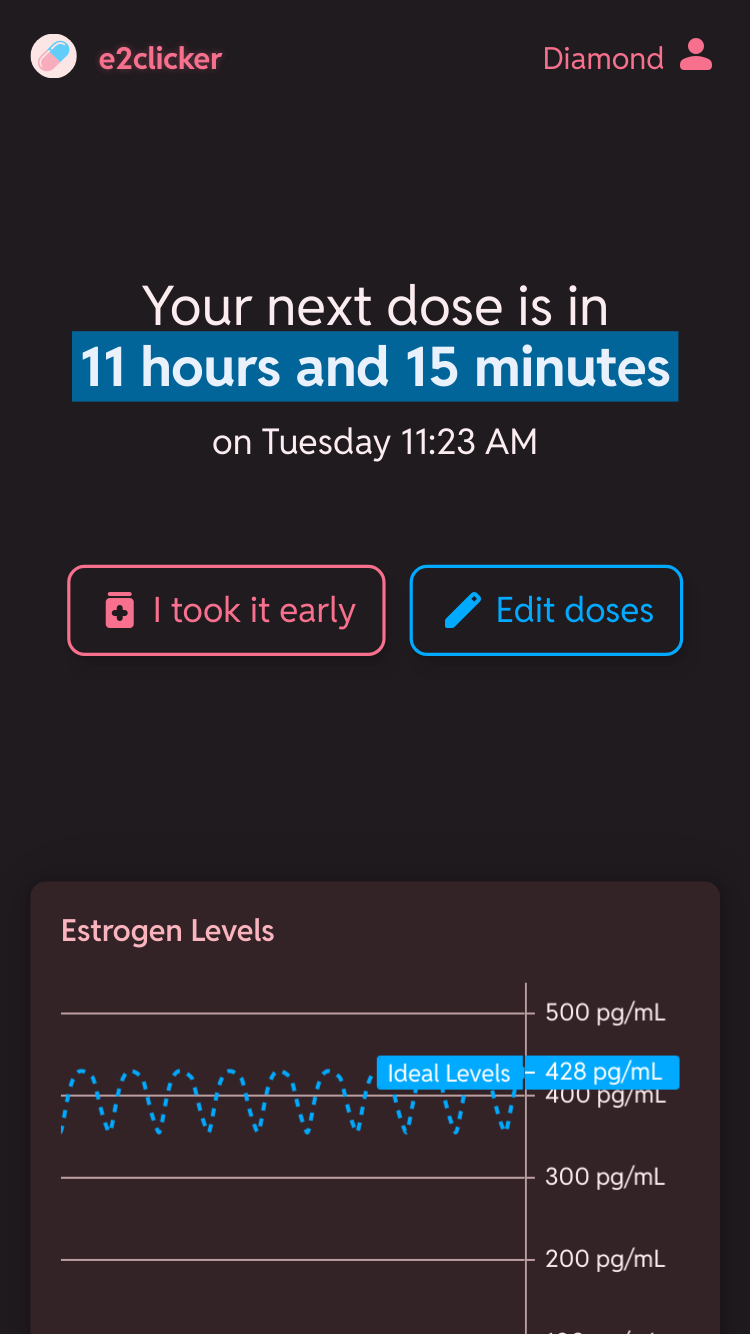 e2clicker
Diamond
Your next dose is in
11 hours and 15 minutes
on Tuesday 11:23 AM
I took it early
Edit doses
Estrogen Levels
500 pg/mL
Ideal Levels
428 pg/mL
400 pg/mL
300 pg/mL
200 pg/mL